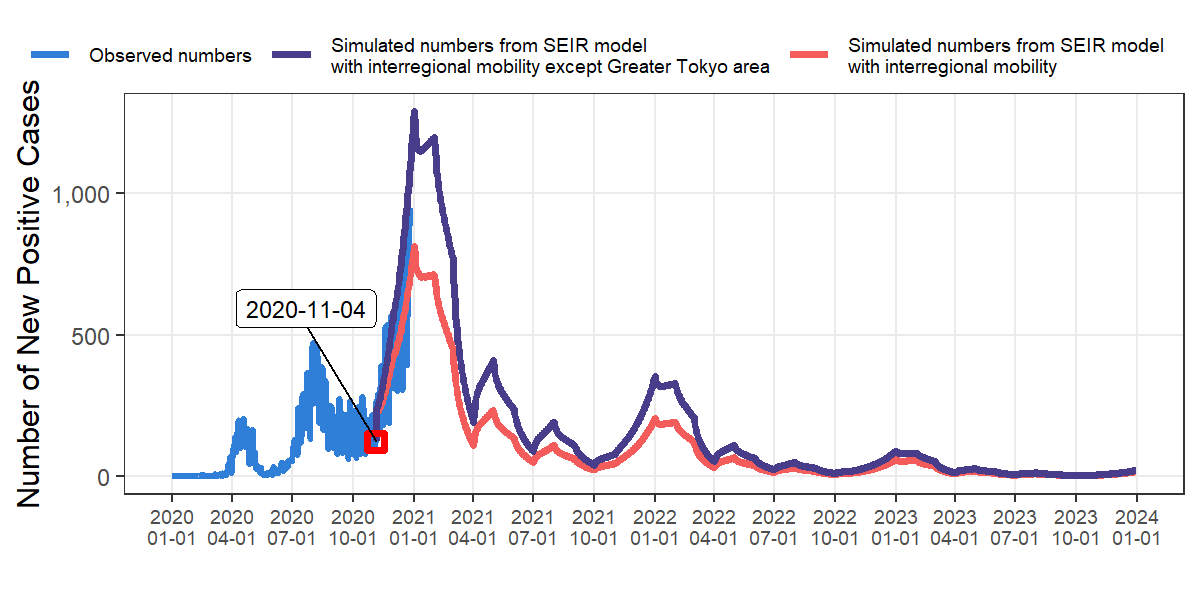 Observed numbers
Simulated numbers from SEIR model
with interregional mobility except Greater Tokyo area
Simulated numbers from SEIR model
with interregional mobility
Number of New Positive Cases
1,000
500
0
2020-11-04
2020 2020 2020 2020 2021 2021 2021 2021 2022 2022 2022 2022 2023 2023 2023 2023 2024
01-01 04-01 07-01 10-01 01-01 04-01 07-01 10-01 01-01 04-01 07-01 10-01 01-01 04-01 07-01 10-01 01-01